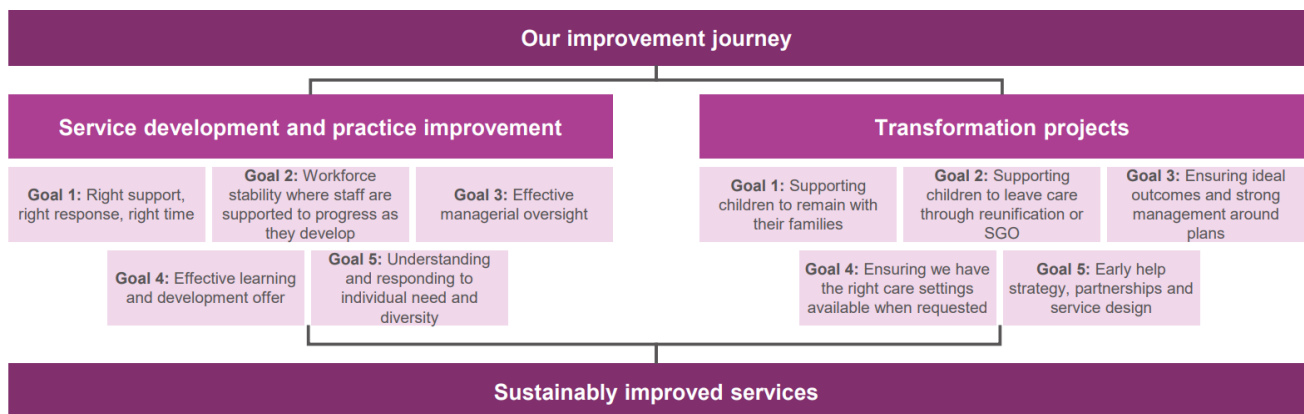 Our improvement journey
Service development and practice improvement
Goal 1: Right support,
right response, right time
Goal 2: Workforce
stability where staff are
supported to progress as
they develop
Goal 3: Effective
managerial oversight
Goal 4: Effective learning
and development offer
Goal 5: Understanding
and responding to
individual need and
diversity
Transformation projects
Goal 1: Supporting
children to remain with
their families
Goal 2: Supporting
children to leave care
through reunification or
SGO
Goal 3: Ensuring ideal
outcomes and strong
management around
plans
Goal 4: Ensuring we have
the right care settings
available when requested
Goal 5: Early help
strategy, partnerships and
service design
Sustainably improved services